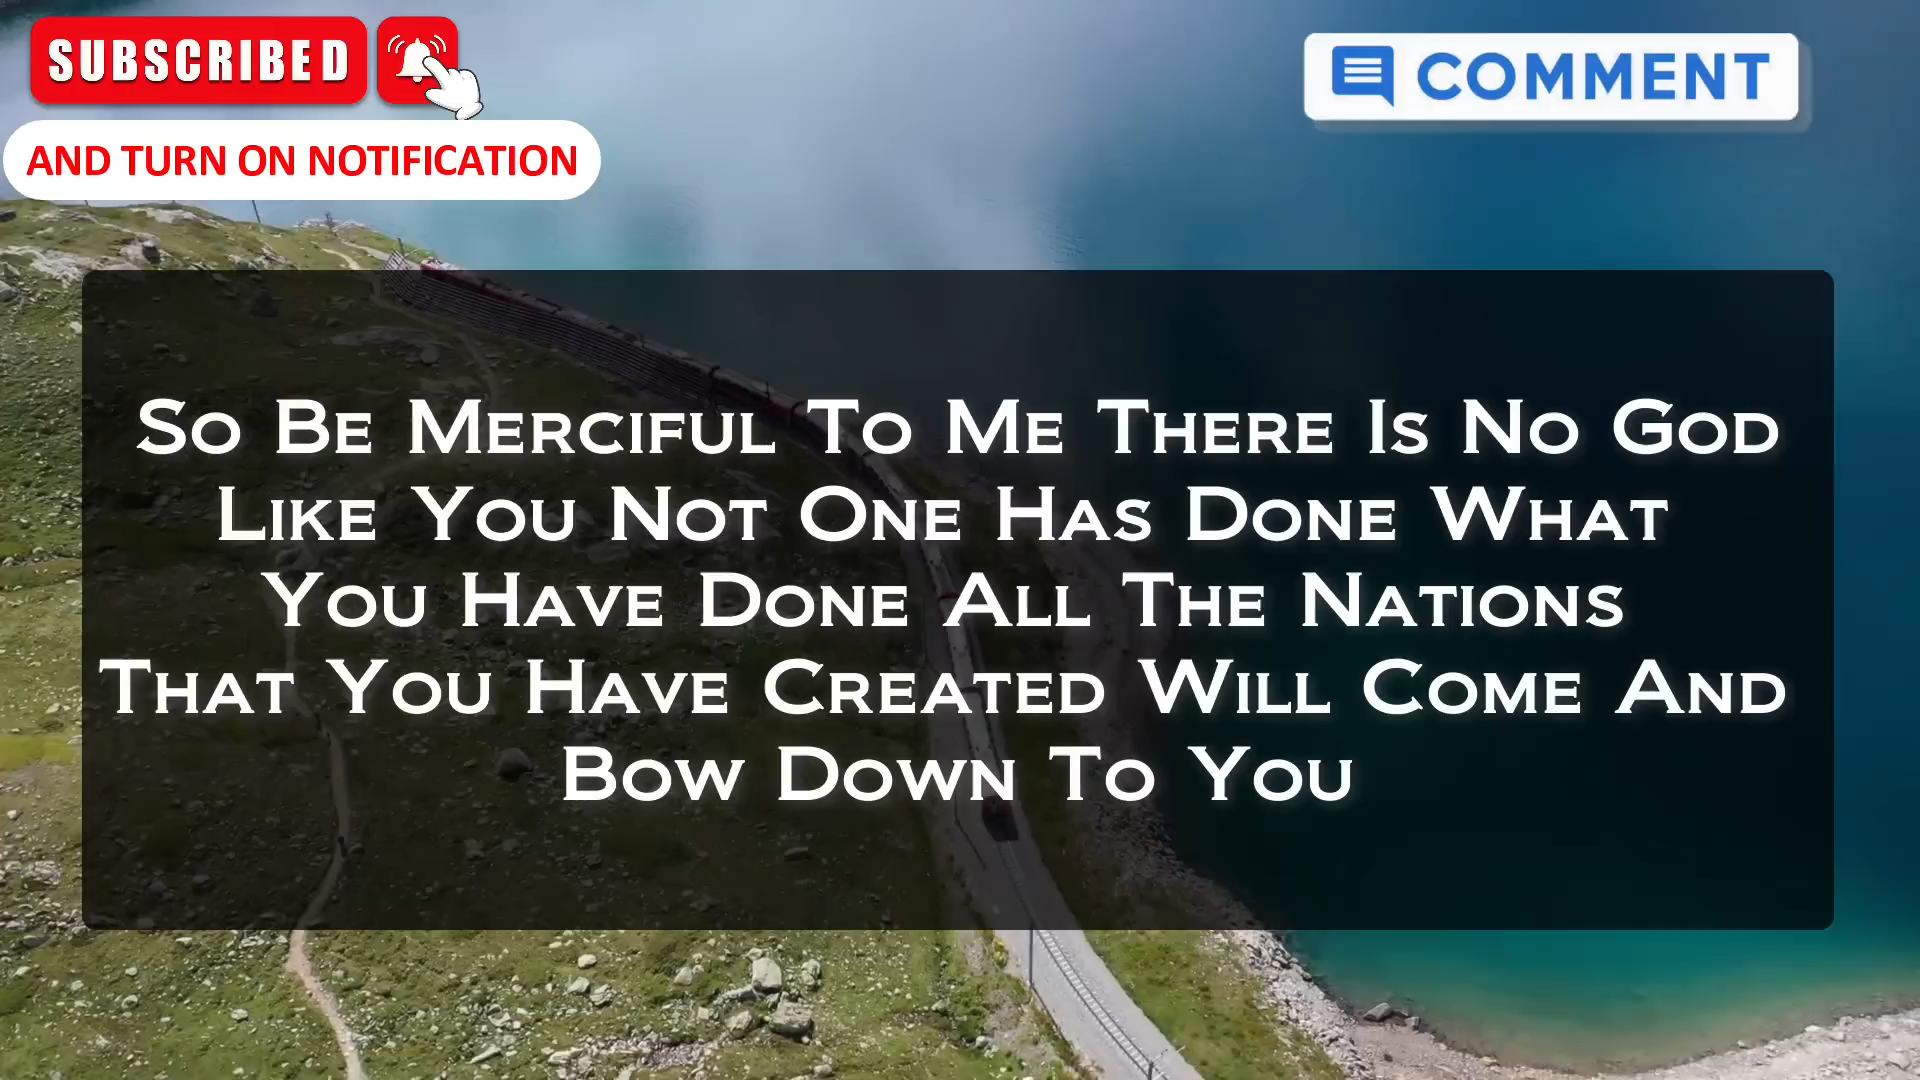 SUBSCRIBED
COMMENT
AND TURN ON NOTIFICATION
So Be Merciful To Me There Is No God
Like You Not One Has Done What
You Have Done All The Nations
That You Have Created Will Come And
Bow Down To You